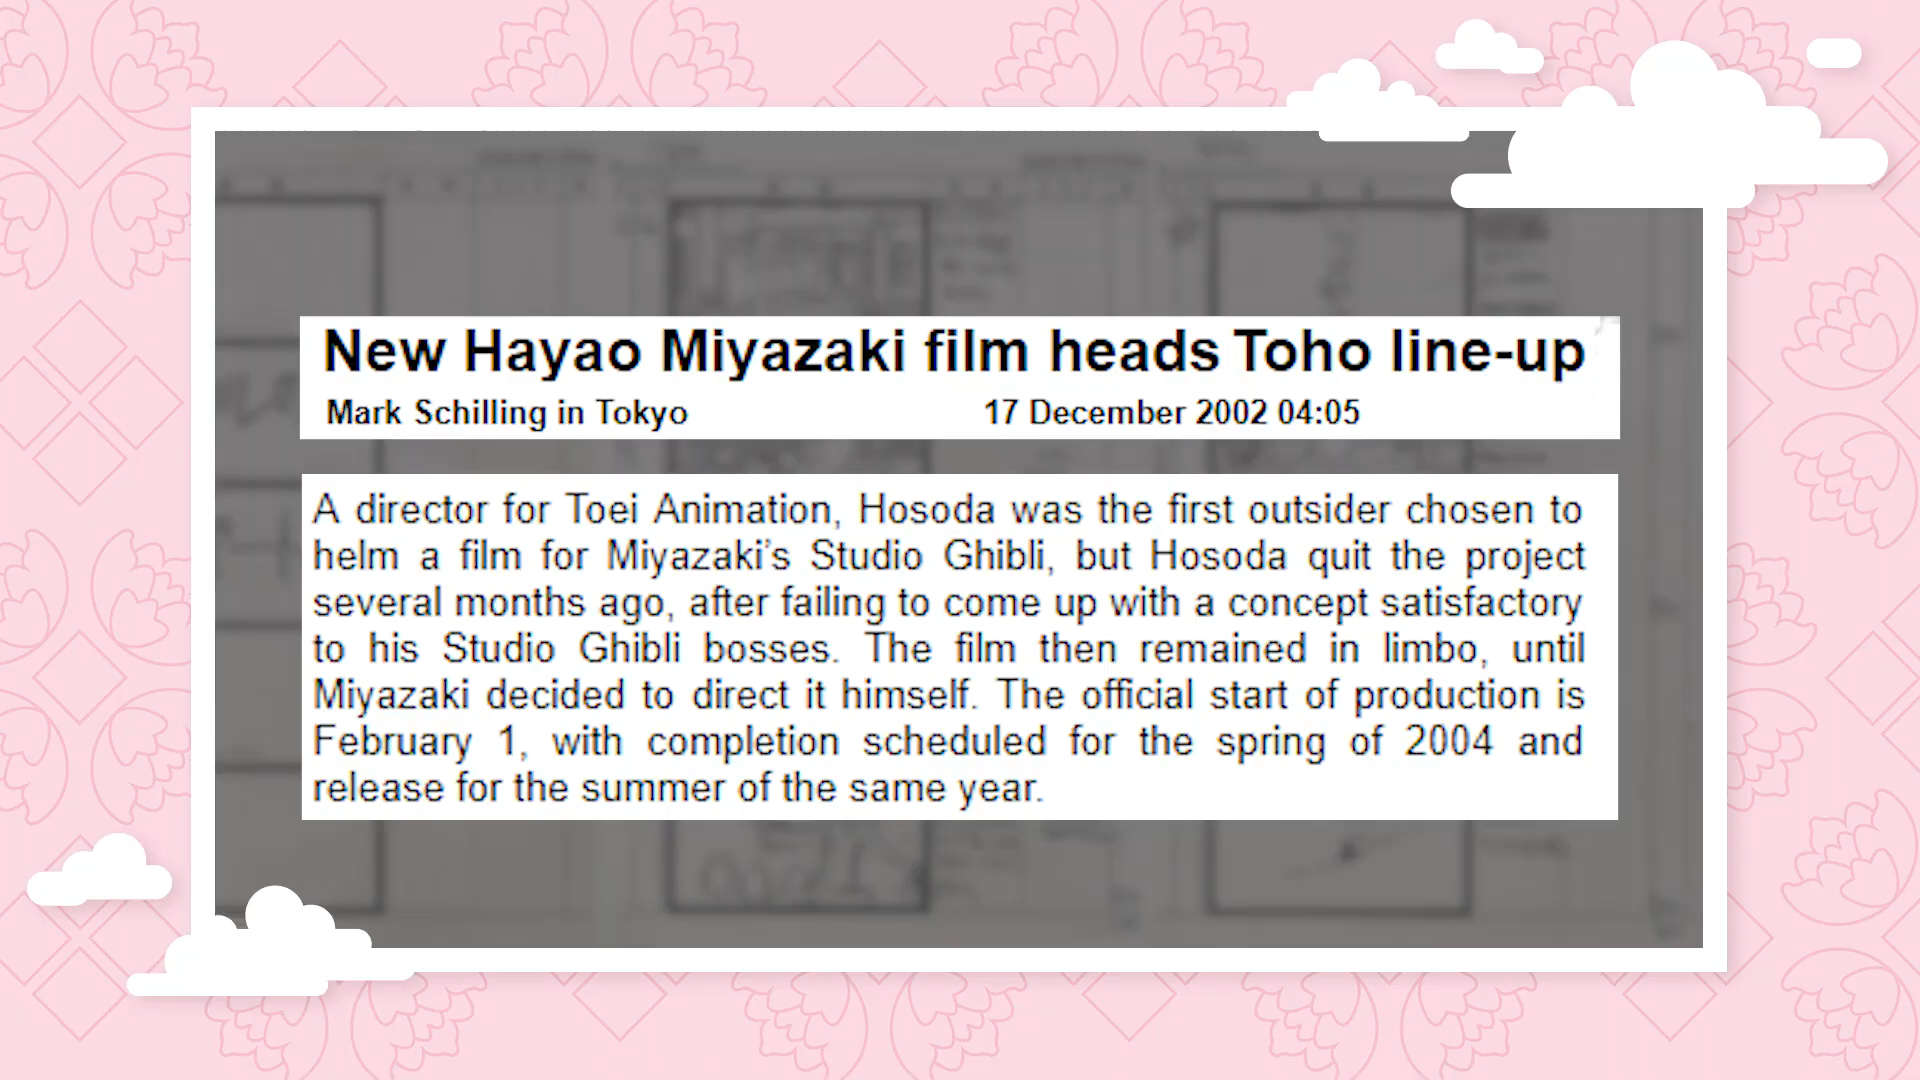 New Hayao Miyazaki film heads Toho line-up
Mark Schilling in Tokyo 17 December 2002 04:05
A director for Toei Animation, Hosoda was the first outsider chosen to
helm a film for Miyazaki’s Studio Ghibli, but Hosoda quit the project
several months ago, after failing to come up with a concept satisfactory
to his Studio Ghibli bosses. The film then remained in limbo, until
Miyazaki decided to direct it himself. The official start of production is
February 1, with completion scheduled for the spring of 2004 and
release for the summer of the same year.